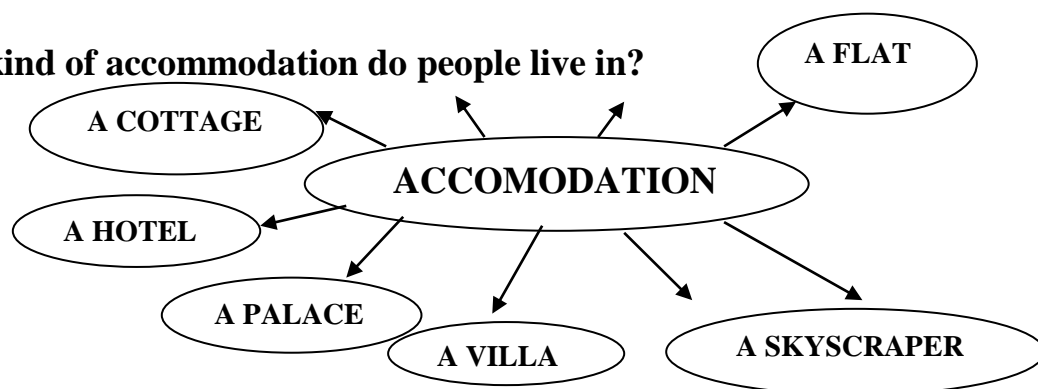 kind of accommodation do people live in?
A FLAT
A COTTAGE
ACCOMODATION
A HOTEL
A PALACE
A VILLA
A SKYSCRAPER